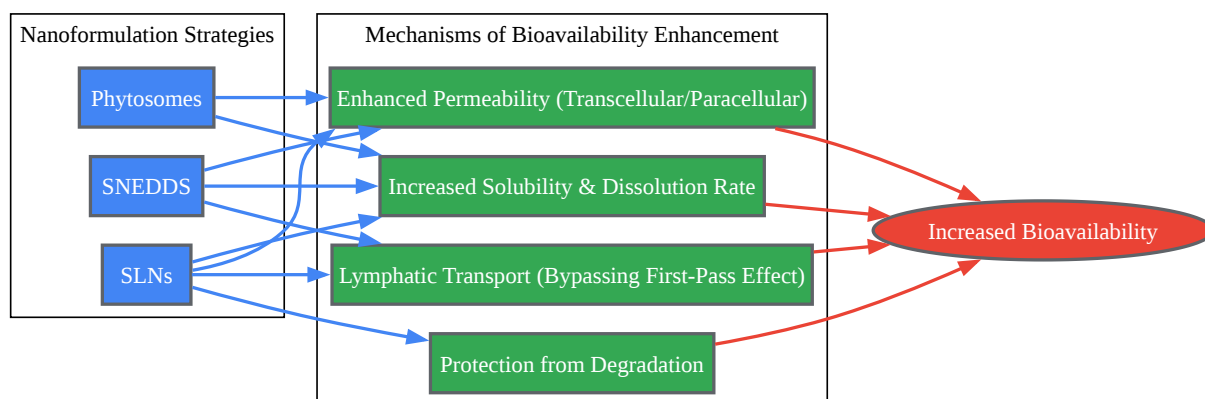 Nanoformulation Strategies
Phytosomes
SNEDDS
SLNs
Mechanisms of Bioavailability Enhancement
Enhanced Permeability (Transcellular/Paracellular)
Increased Solubility & Dissolution Rate
Lymphatic Transport (Bypassing First-Pass Effect)
Protection from Degradation
Increased Bioavailability